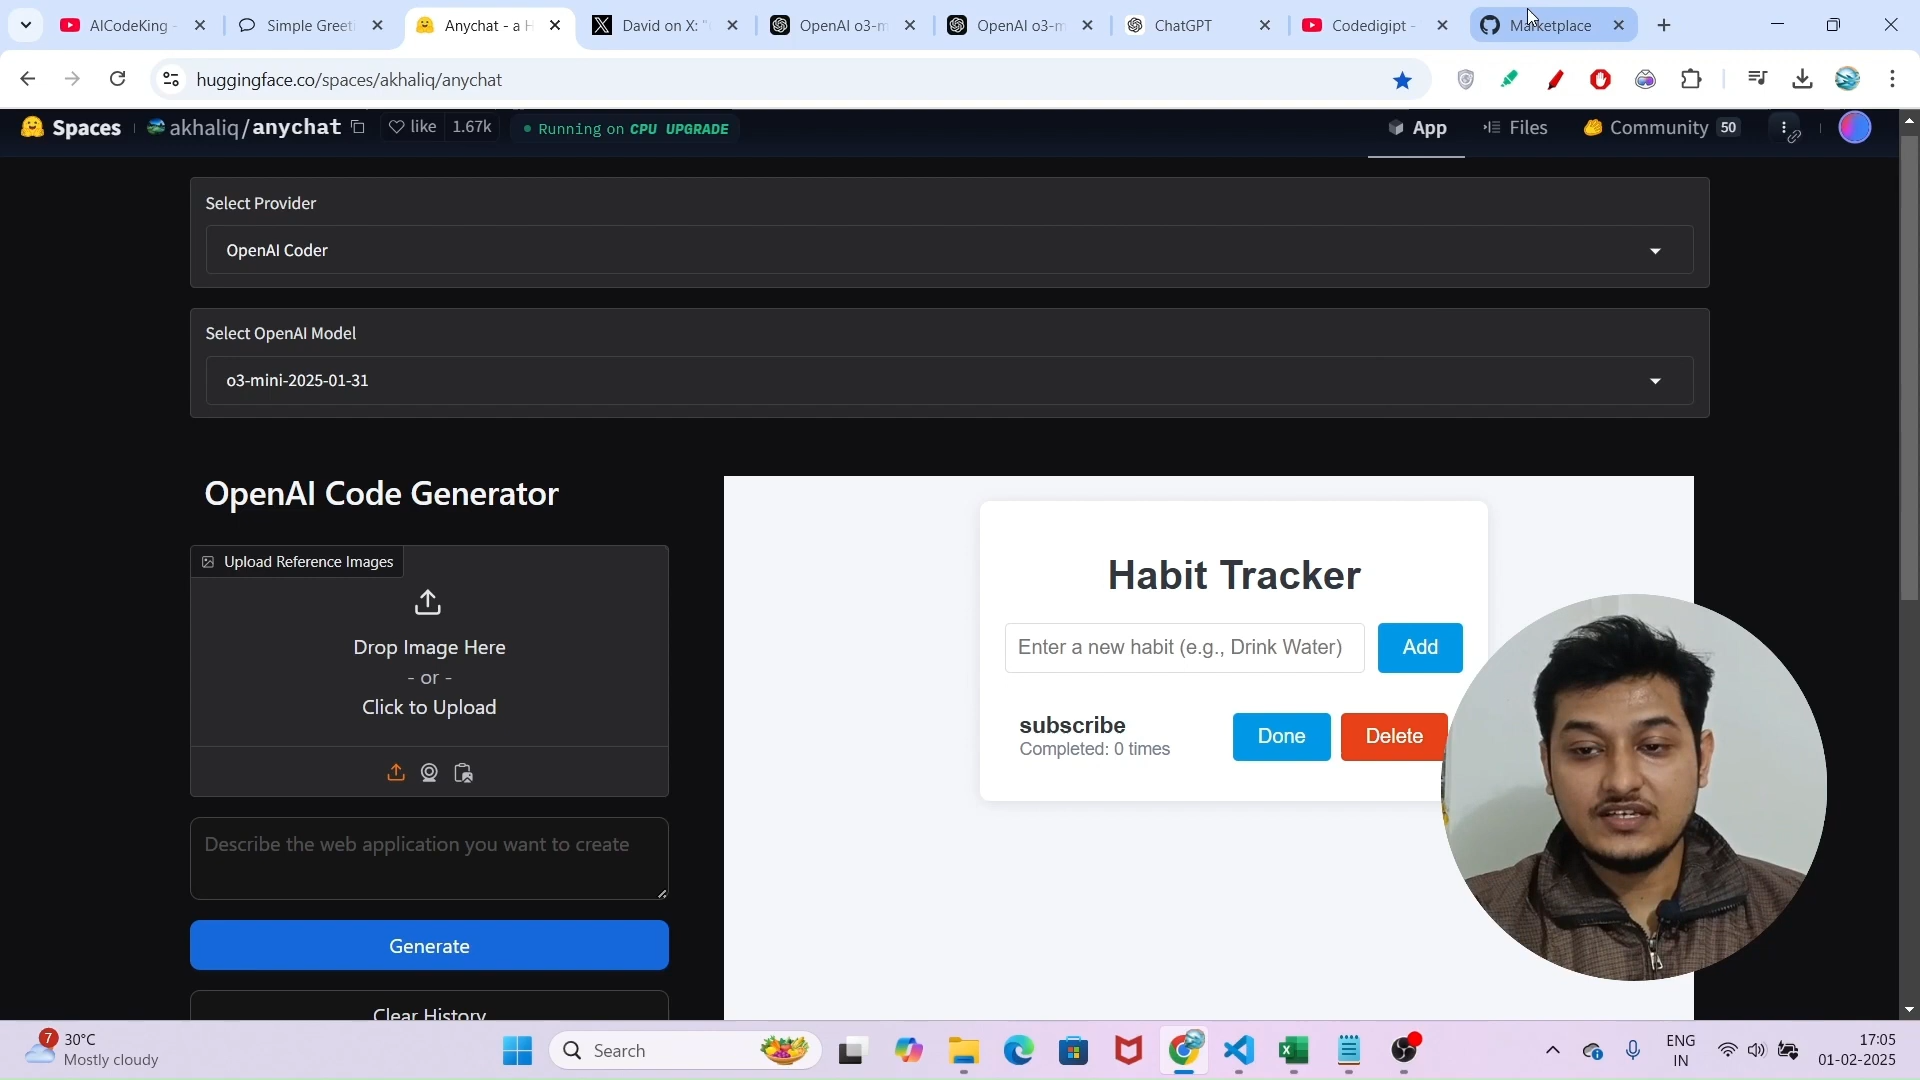 AICodeKing -
Simple Greeti
Anychat - a H
David on X: "
OpenAI o3-m
OpenAI o3-m
ChatGPT
Codedigipt -
Marketplace
huggingface.co/spaces/akhaliq/anychat
Spaces
akhaliq/anychat
like
1.67k
Running on CPU UPGRADE
App
Files
Community
50
Select Provider
OpenAI Coder
Select OpenAI Model
o3-mini-2025-01-31
OpenAI Code Generator
Upload Reference Images
Drop Image Here
- or -
Click to Upload
Describe the web application you want to create
Generate
Clear History
Habit Tracker
Enter a new habit (e.g., Drink Water)
Add
subscribe
Completed: 0 times
Done
Delete
7
30°C
Mostly cloudy
Search
ENG
IN
17:05
01-02-2025